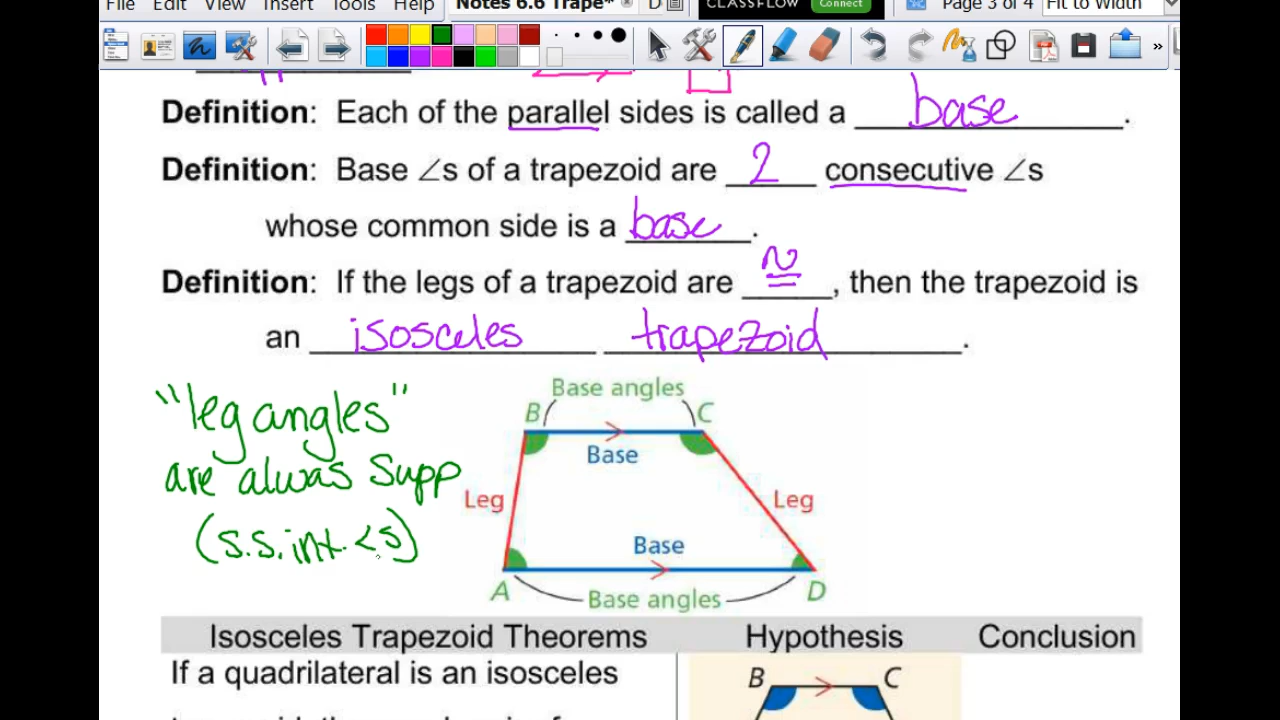 File Edit View Insert Tools Help Notes 6.6 Trape* D CLASSFLOW Connect Page 3 of 4 Fit to Width
Definition: Each of the parallel sides is called a base.
Definition: Base ∠s of a trapezoid are 2 consecutive ∠s
whose common side is a base.
Definition: If the legs of a trapezoid are ≅, then the trapezoid is
an isosceles trapezoid.
"leg angles"
are alwas supp
(s.s.int.<s)
Base angles
B C
Base
Leg Leg
Base
A D
Base angles
Isosceles Trapezoid Theorems Hypothesis Conclusion
If a quadrilateral is an isosceles
B C